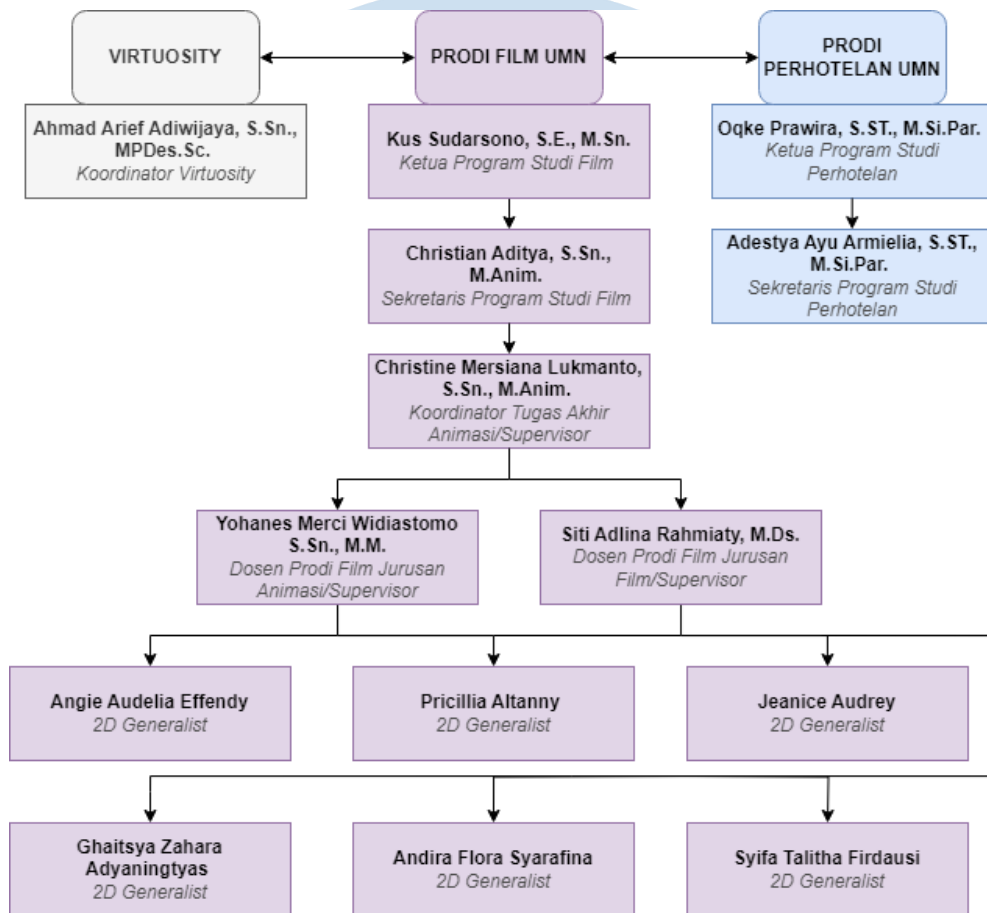 VIRTUOSITY
PRODI FILM UMN
PRODI
PERHOTELAN UMN
Ahmad Arief Adiwijaya, S.Sn.,
MPDes.Sc.
Koordinator Virtuosity
Kus Sudarsono, S.E., M.Sn.
Ketua Program Studi Film
Oqke Prawira, S.ST., M.Si.Par.
Ketua Program Studi
Perhotelan
Christian Aditya, S.Sn.,
M.Anim.
Sekretaris Program Studi Film
Adestya Ayu Armielia, S.ST.,
M.Si.Par.
Sekretaris Program Studi
Perhotelan
Christine Mersiana Lukmanto,
S.Sn., M.Anim.
Koordinator Tugas Akhir
Animasi/Supervisor
Yohanes Merci Widiastomo
S.Sn., M.M.
Dosen Prodi Film Jurusan
Animasi/Supervisor
Siti Adlina Rahmiaty, M.Ds.
Dosen Prodi Film Jurusan
Film/Supervisor
Angie Audelia Effendy
2D Generalist
Pricillia Altanny
2D Generalist
Jeanice Audrey
2D Generalist
Ghaitsya Zahara
Adyaningtyas
2D Generalist
Andira Flora Syarafina
2D Generalist
Syifa Talitha Firdausi
2D Generalist